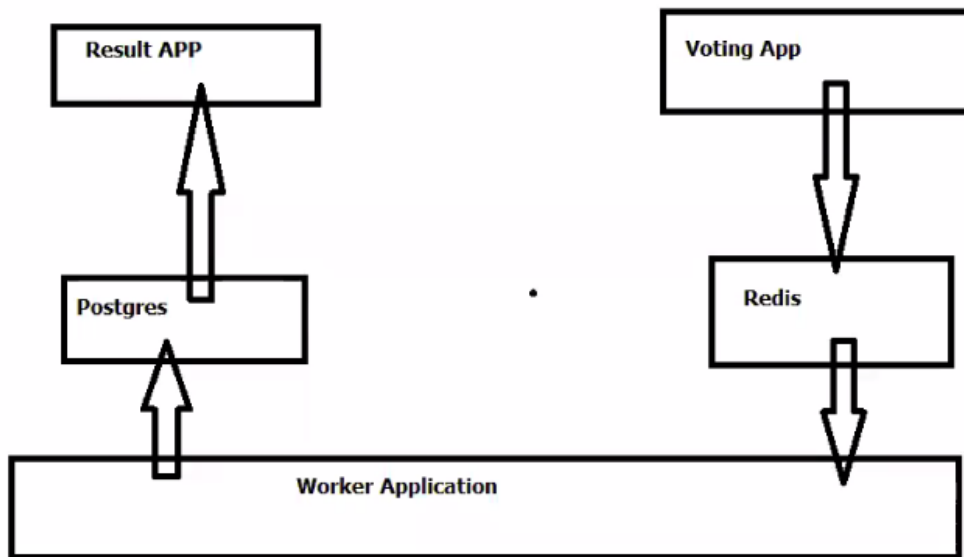 Result APP
Voting App
Postgres
Redis
Worker Application